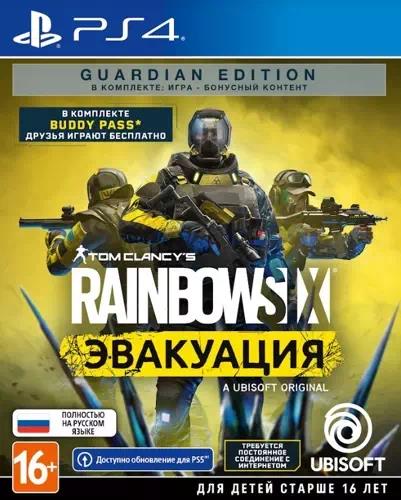 PS4
GUARDIAN EDITION
В КОМПЛЕКТЕ: ИГРА - БОНУСНЫЙ КОНТЕНТ
В КОМПЛЕКТЕ
BUDDY PASS*
ДРУЗЬЯ ИГРАЮТ БЕСПЛАТНО
TOM CLANCY'S
RAINBOW SIX
ЭВАКУАЦИЯ
A UBISOFT ORIGINAL
ПОЛНОСТЬЮ
НА РУССКОМ
ЯЗЫКЕ
16+
Доступно обновление для PS5
ТРЕБУЕТСЯ
ПОСТОЯННОЕ
СОЕДИНЕНИЕ С
ИНТЕРНЕТОМ
UBISOFT
ДЛЯ ДЕТЕЙ СТАРШЕ 16 ЛЕТ